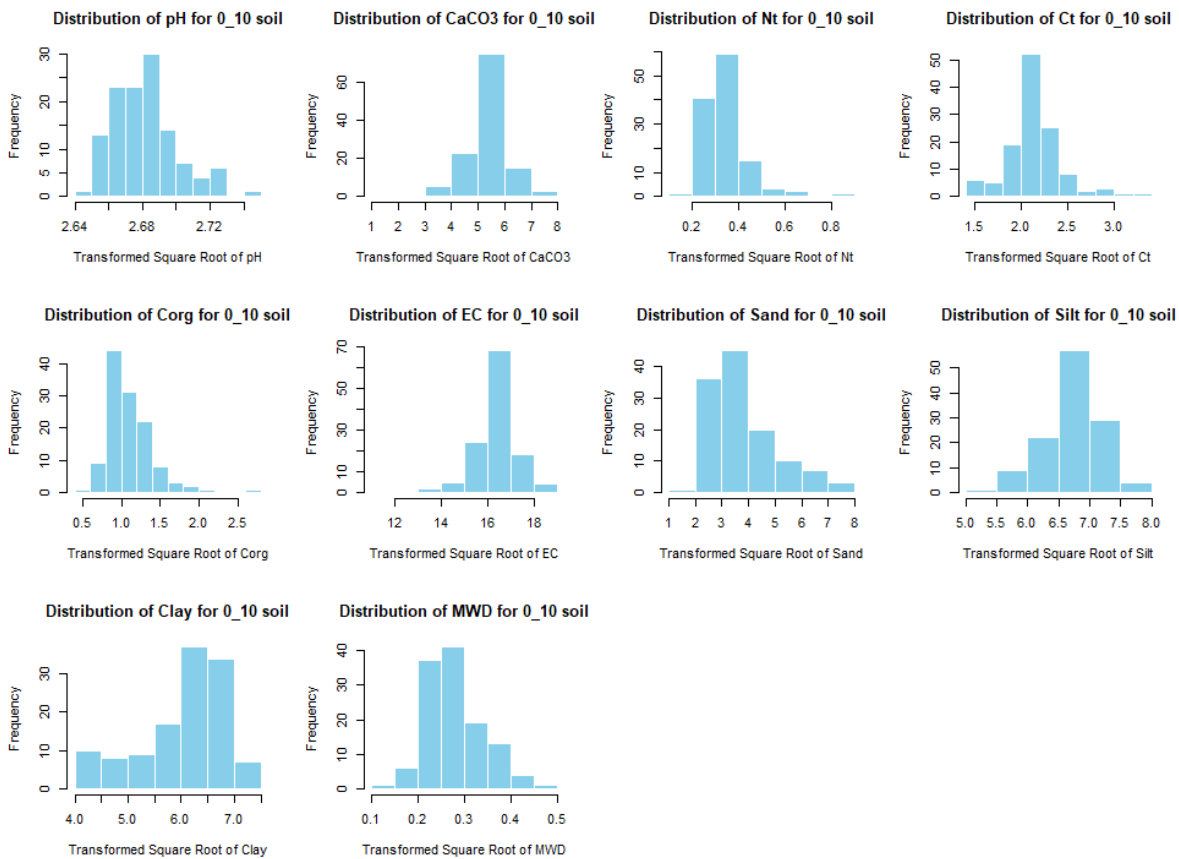 Distribution of pH for 0_10 soil
Frequency
30
20
10
5
0
2.64
2.68
2.72
Transformed Square Root of pH
Distribution of CaCO3 for 0_10 soil
Frequency
60
30
0
1 2 3 4 5 6 7 8
Transformed Square Root of CaCO3
Distribution of Nt for 0_10 soil
Frequency
50
30
10
0
0.2 0.4 0.6 0.8
Transformed Square Root of Nt
Distribution of Ct for 0_10 soil
Frequency
50
40
30
20
10
0
1.5 2.0 3.0
Transformed Square Root of Ct
Distribution of Corg for 0_10 soil
Frequency
40
30
20
10
0
0.5 1.0 1.5 2.0 2.5
Transformed Square Root of Corg
Distribution of EC for 0_10 soil
Frequency
70
50
30
10
0
12 14 16 18
Transformed Square Root of EC
Distribution of Sand for 0_10 soil
Frequency
40
30
20
10
0
1 2 3 4 5 6 7 8
Transformed Square Root of Sand
Distribution of Silt for 0_10 soil
Frequency
50
40
30
20
10
0
5.0 5.5 6.0 6.5 7.0 7.5 8.0
Transformed Square Root of Silt
Distribution of Clay for 0_10 soil
Frequency
30
20
10
0
4.0 5.0 6.0 7.0
Transformed Square Root of Clay
Distribution of MWD for 0_10 soil
Frequency
40
30
20
10
0
0.1 0.2 0.3 0.4 0.5
Transformed Square Root of MWD